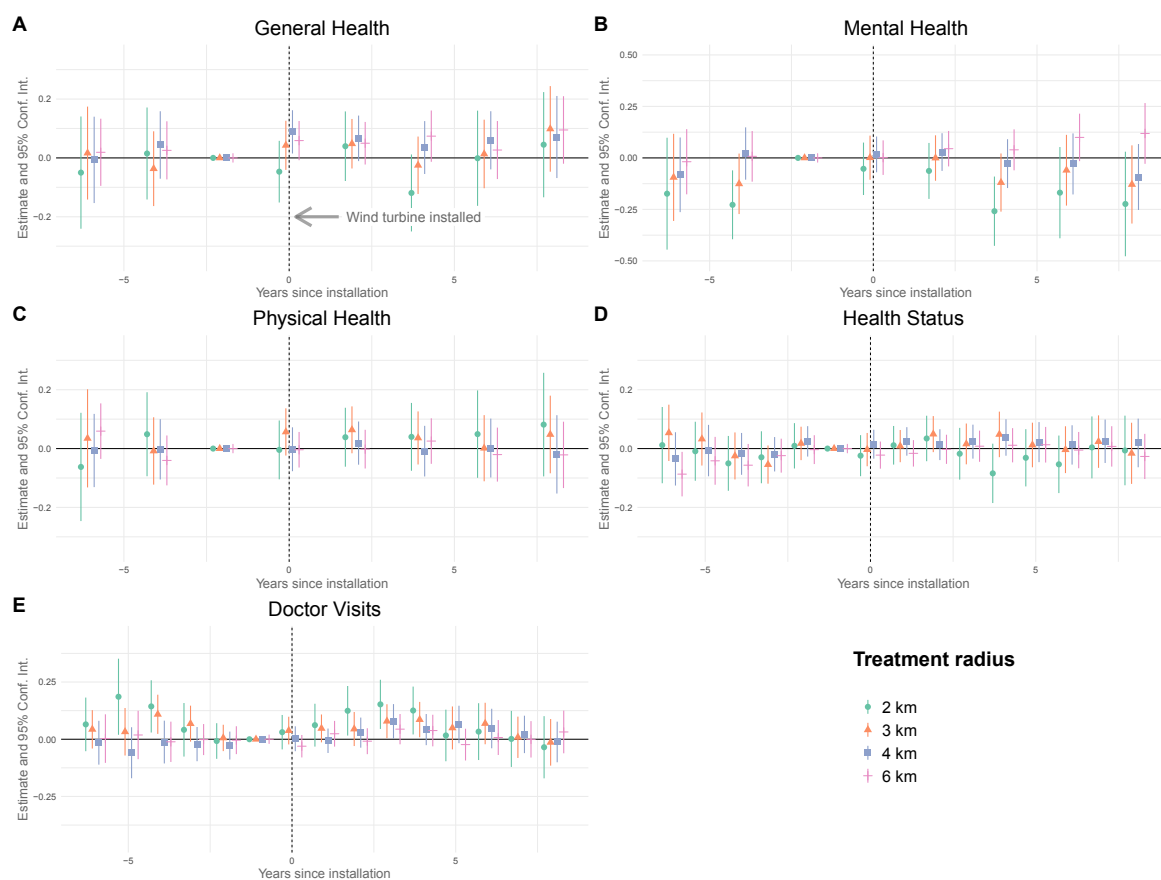 A
General Health
Estimate and 95% Conf. Int.
0.2
0.0
−0.2
Wind turbine installed
−5
0
5
Years since installation
B
Mental Health
Estimate and 95% Conf. Int.
0.50
0.25
0.00
−0.25
−0.50
−5
0
5
Years since installation
C
Physical Health
Estimate and 95% Conf. Int.
0.2
0.0
−0.2
−5
0
5
Years since installation
D
Health Status
Estimate and 95% Conf. Int.
0.2
0.0
−0.2
−5
0
5
Years since installation
E
Doctor Visits
Estimate and 95% Conf. Int.
0.25
0.00
−0.25
−5
0
5
Years since installation
Treatment radius
2 km
3 km
4 km
6 km